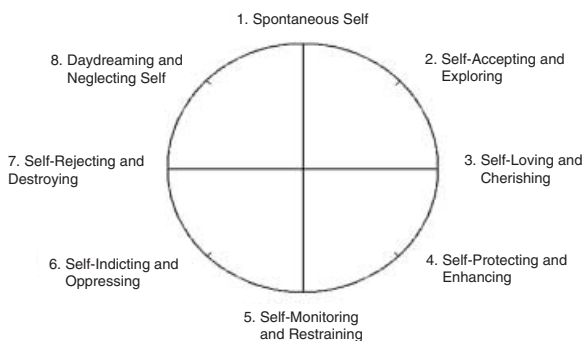 1. Spontaneous Self
2. Self-Accepting and
Exploring
3. Self-Loving and
Cherishing
4. Self-Protecting and
Enhancing
5. Self-Monitoring
and Restraining
6. Self-Indicting and
Oppressing
7. Self-Rejecting and
Destroying
8. Daydreaming and
Neglecting Self